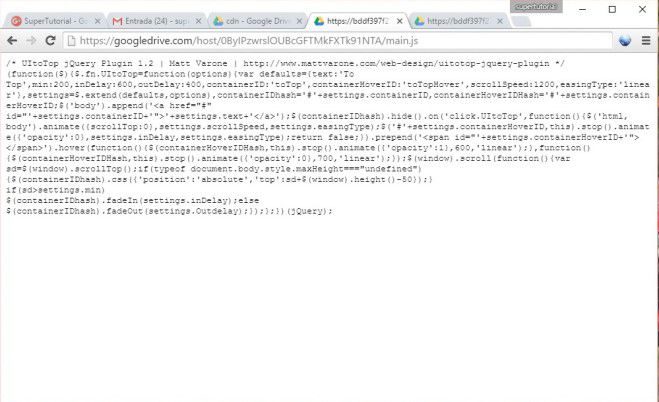 supertutorial
SuperTutorial - Goog
Entrada (24) - supe
cdn - Google Drive
https://bddf397f2
https://bddf397f2
https://googledrive.com/host/0ByIPzwrslOUBcGFTMkFXTk91NTA/main.js
/* UItoTop jQuery Plugin 1.2 | Matt Varone | http://www.mattvarone.com/web-design/uitotop-jquery-plugin */
(function($){$.fn.UItoTop=function(options){var defaults={text:'To
Top',min:200,inDelay:600,outDelay:400,containerID:'toTop',containerHoverID:'toTopHover',scrollSpeed:1200,easingType:'linea
r'},settings=$.extend(defaults,options),containerIDhash='#'+settings.containerID,containerHoverIDHash='#'+settings.contain
erHoverID;$('body').append('<a href="#"
id="'+settings.containerID+'">'+settings.text+'</a>');$(containerIDhash).hide().on('click.UItoTop',function(){$('html,
body').animate({scrollTop:0},settings.scrollSpeed,settings.easingType);$('#'+settings.containerHoverID,this).stop().animat
e({'opacity':0},settings.inDelay,settings.easingType);return false;}).prepend('<span id="'+settings.containerHoverID+'">
</span>').hover(function(){$(containerHoverIDHash,this).stop().animate({'opacity':1},600,'linear');},function()
{$(containerHoverIDHash,this).stop().animate({'opacity':0},700,'linear');});$(window).scroll(function(){var
sd=$(window).scrollTop();if(typeof document.body.style.maxHeight==="undefined")
{$(containerIDhash).css({'position':'absolute','top':sd+$(window).height()-50});}
if(sd>settings.min)
$(containerIDhash).fadeIn(settings.inDelay);else
$(containerIDhash).fadeOut(settings.Outdelay);});};})(jQuery);